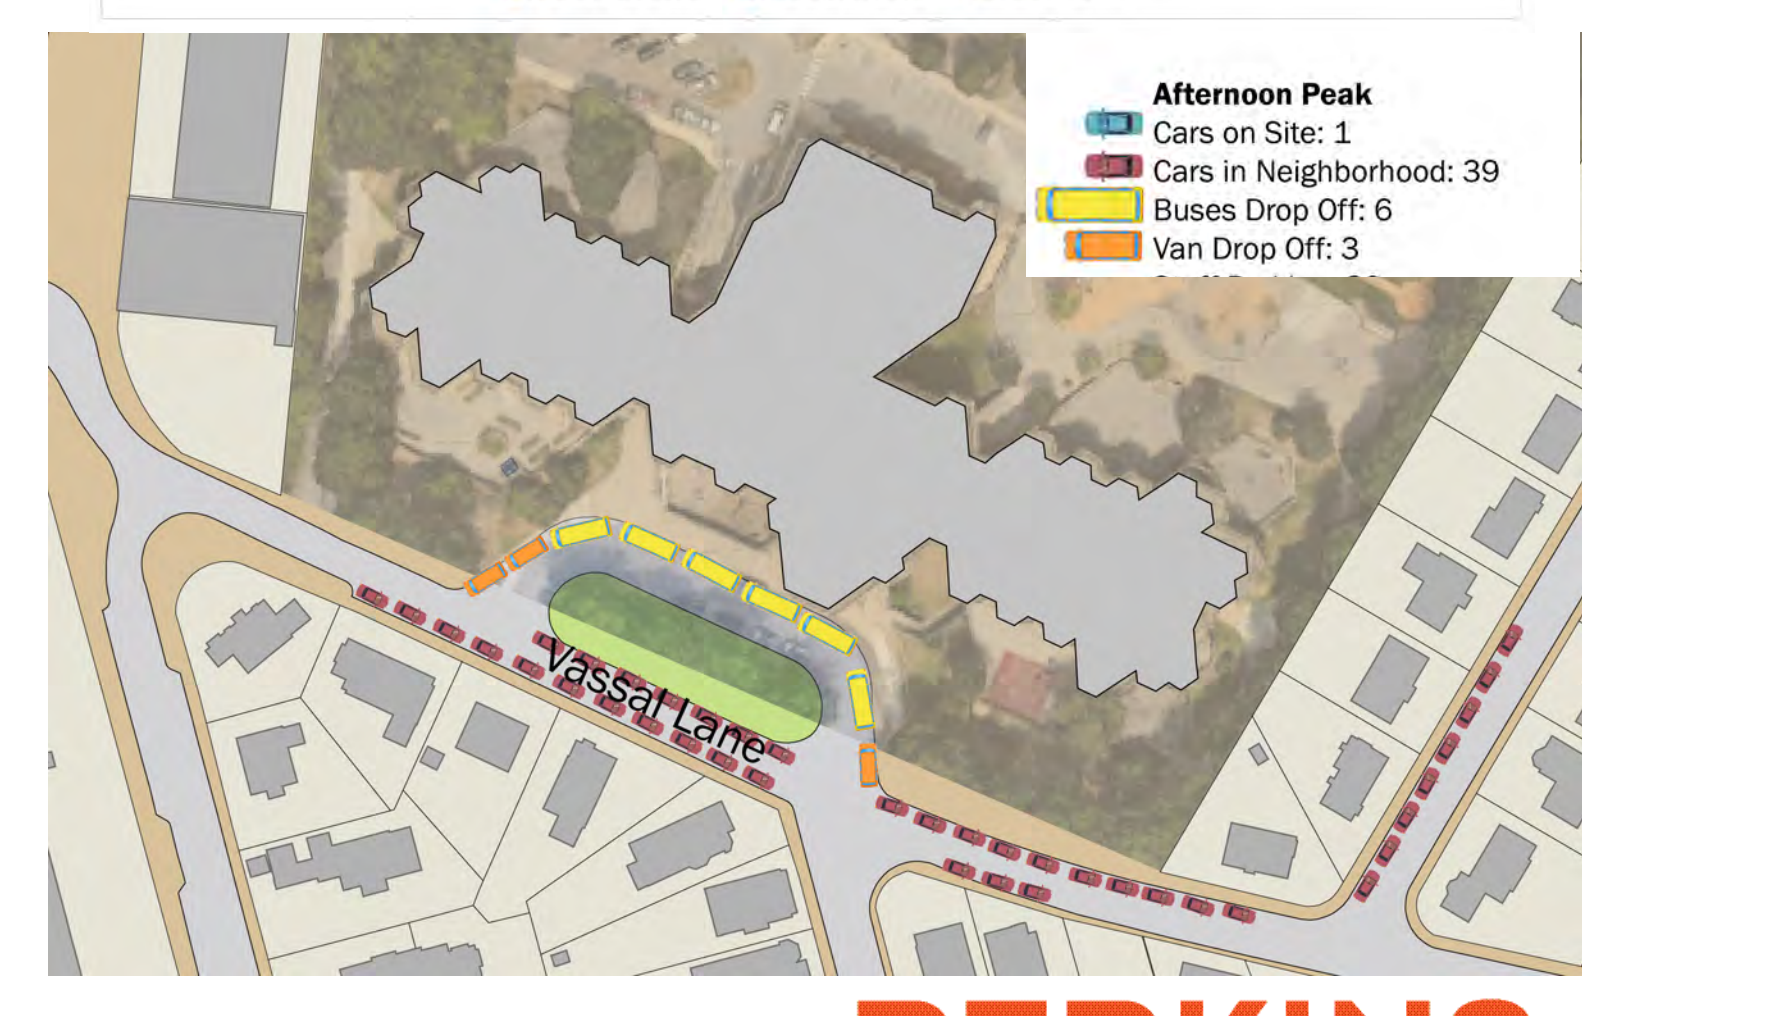 Afternoon Peak
Cars on Site: 1
Cars in Neighborhood: 39
Buses Drop Off: 6
Van Drop Off: 3
Vassal Lane
PERKINS